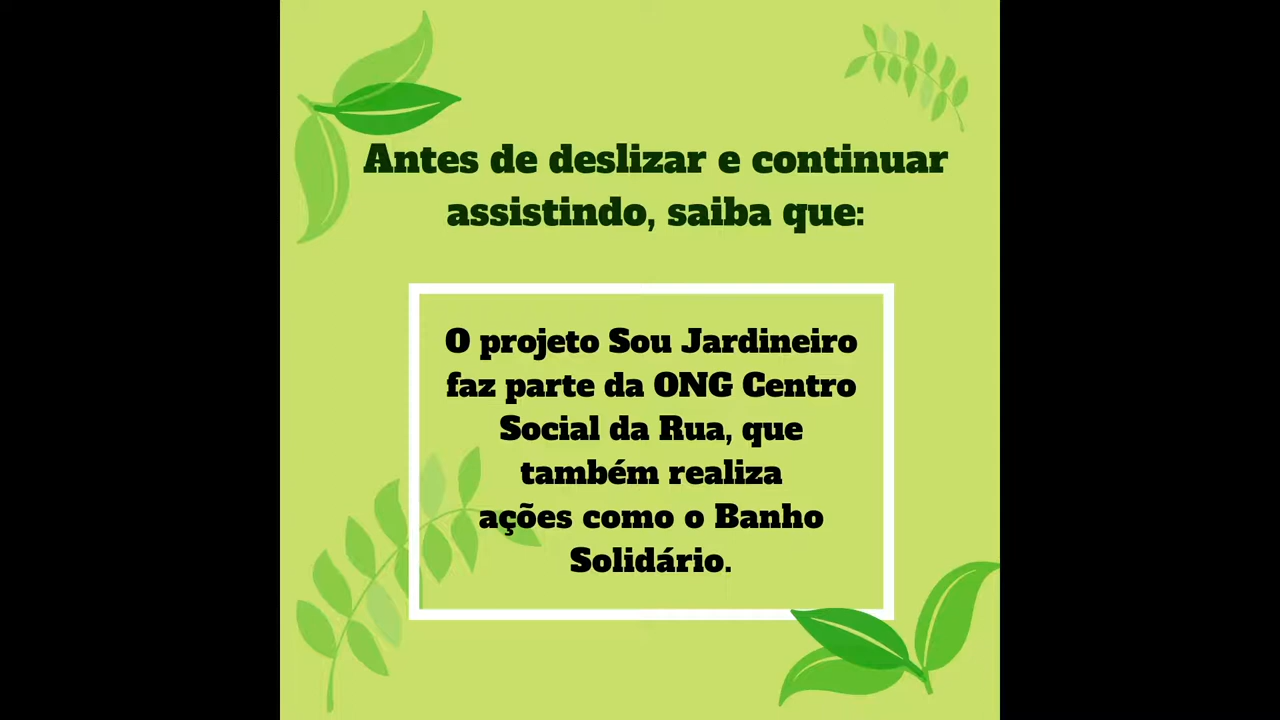 Antes de deslizar e continuar
assistindo, saiba que:
O projeto Sou Jardineiro
faz parte da ONG Centro
Social da Rua, que
também realiza
ações como o Banho
Solidário.